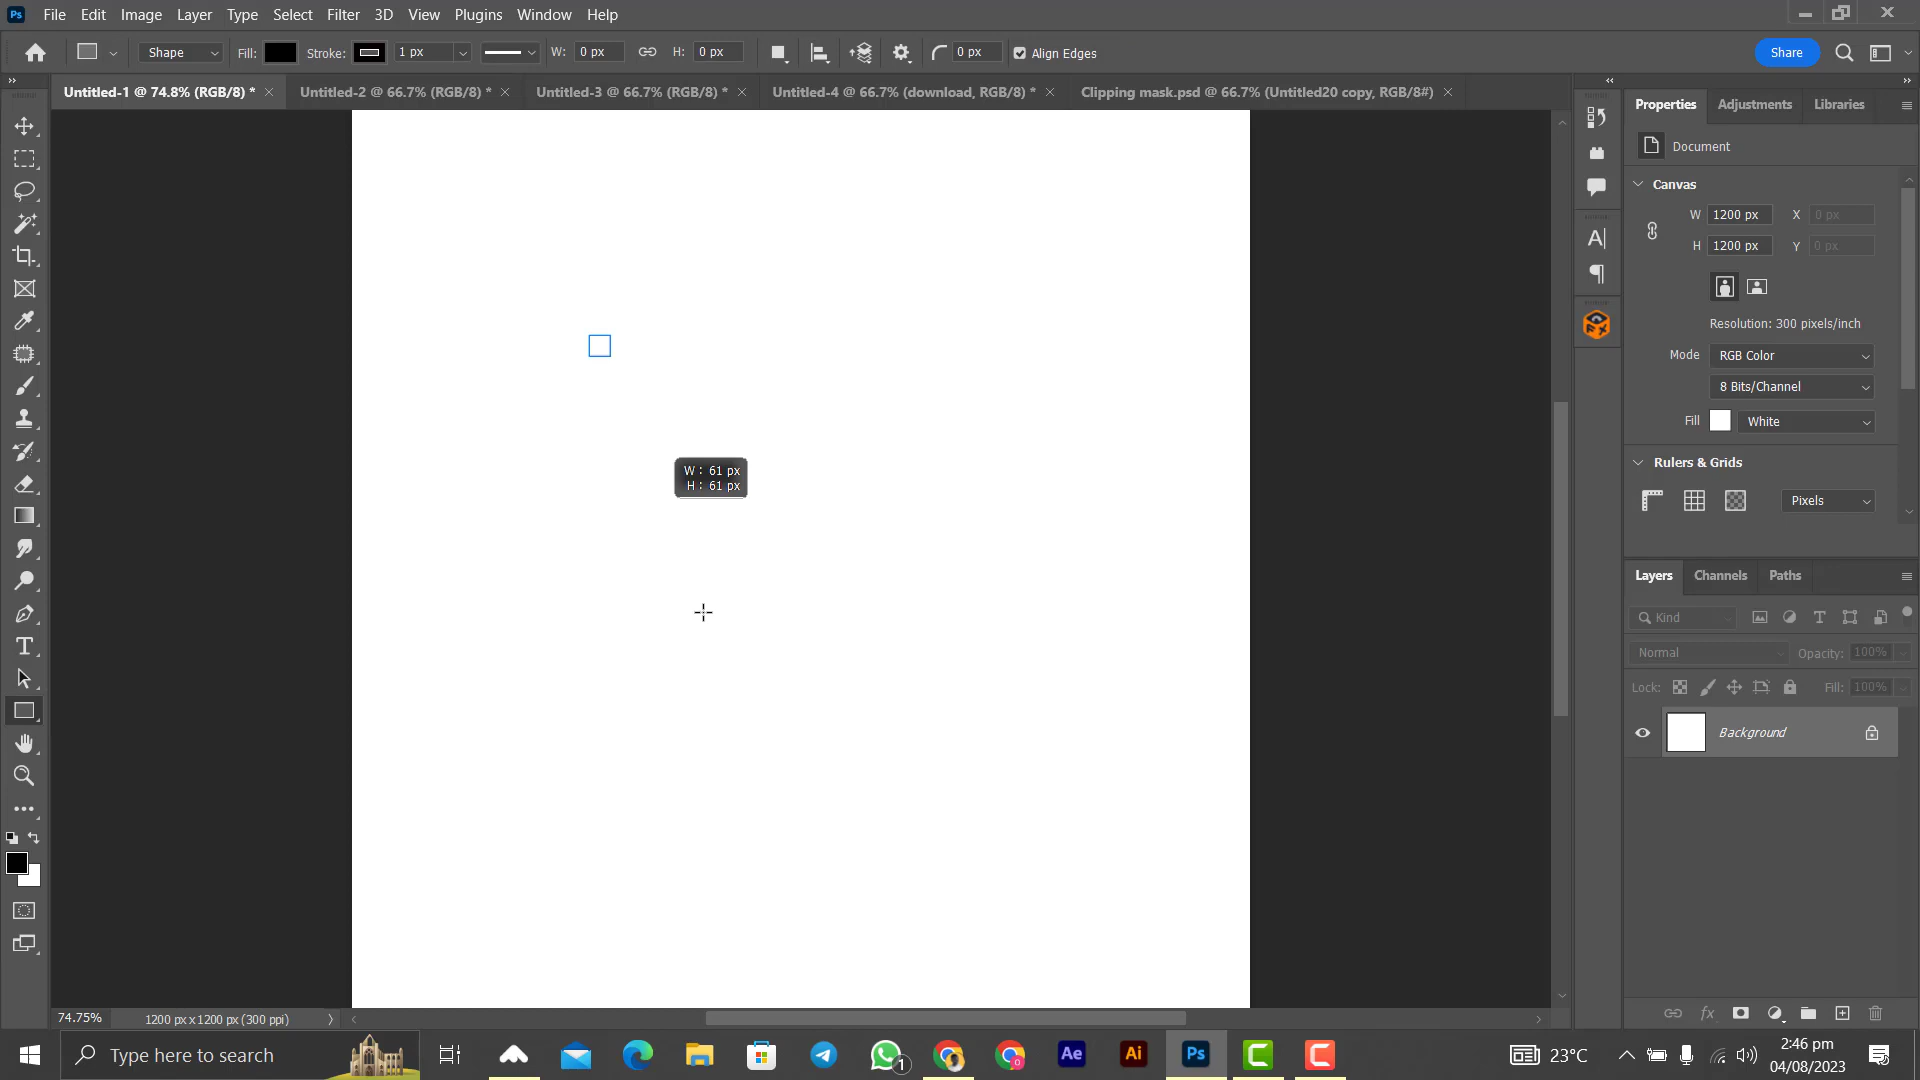 Ps File Edit Image Layer Type Select Filter 3D View Plugins Window Help
Shape Fill: Stroke: 1 px W: 0 px H: 0 px 0 px Align Edges Share
Untitled-1 @ 74.8% (RGB/8) * Untitled-2 @ 66.7% (RGB/8) * Untitled-3 @ 66.7% (RGB/8) * Untitled-4 @ 66.7% (download, RGB/8) * Clipping mask.psd @ 66.7% (Untitled20 copy, RGB/8#)
Properties Adjustments Libraries
Document
Canvas
W 1200 px X 0 px
H 1200 px Y 0 px
Resolution: 300 pixels/inch
Mode RGB Color
8 Bits/Channel
Fill White
Rulers & Grids
Pixels
W : 61 px
H : 61 px
Layers Channels Paths
Kind
Normal Opacity: 100%
Lock: Fill: 100%
Background
fx
74.75% 1200 px x 1200 px (300 ppi)
Type here to search
1
Ae
Ai
Ps
C
C
23°C
2:46 pm
04/08/2023